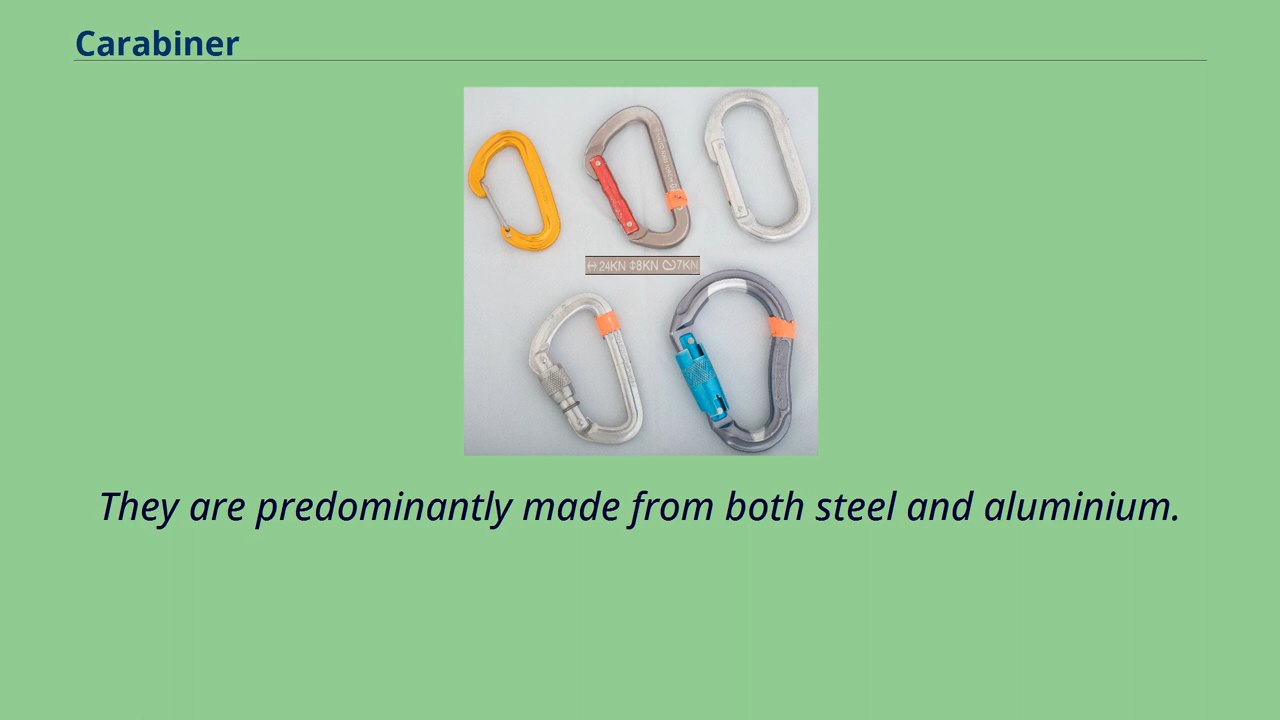 Carabiner
24KN 8KN 7KN
They are predominantly made from both steel and aluminium.